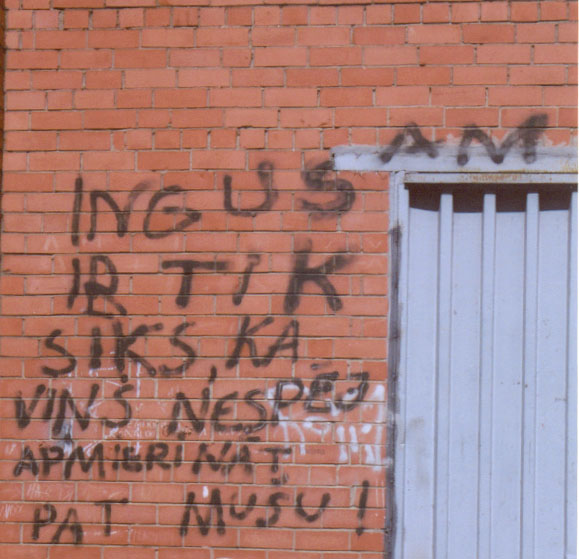 INGUS AM
IR TIK
SIKS, KA
VIŅŠ NESPĒJ
APMIERINĀT
PAT MUŠU!